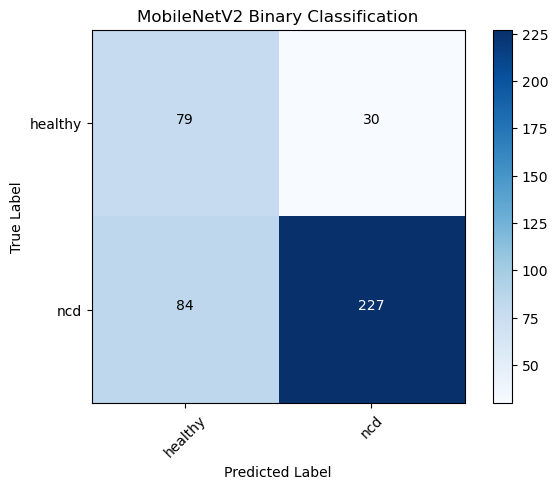 MobileNetV2 Binary Classification
True Label
healthy
79
30
ncd
84
227
healthy
ncd
Predicted Label
225
200
175
150
125
100
75
50